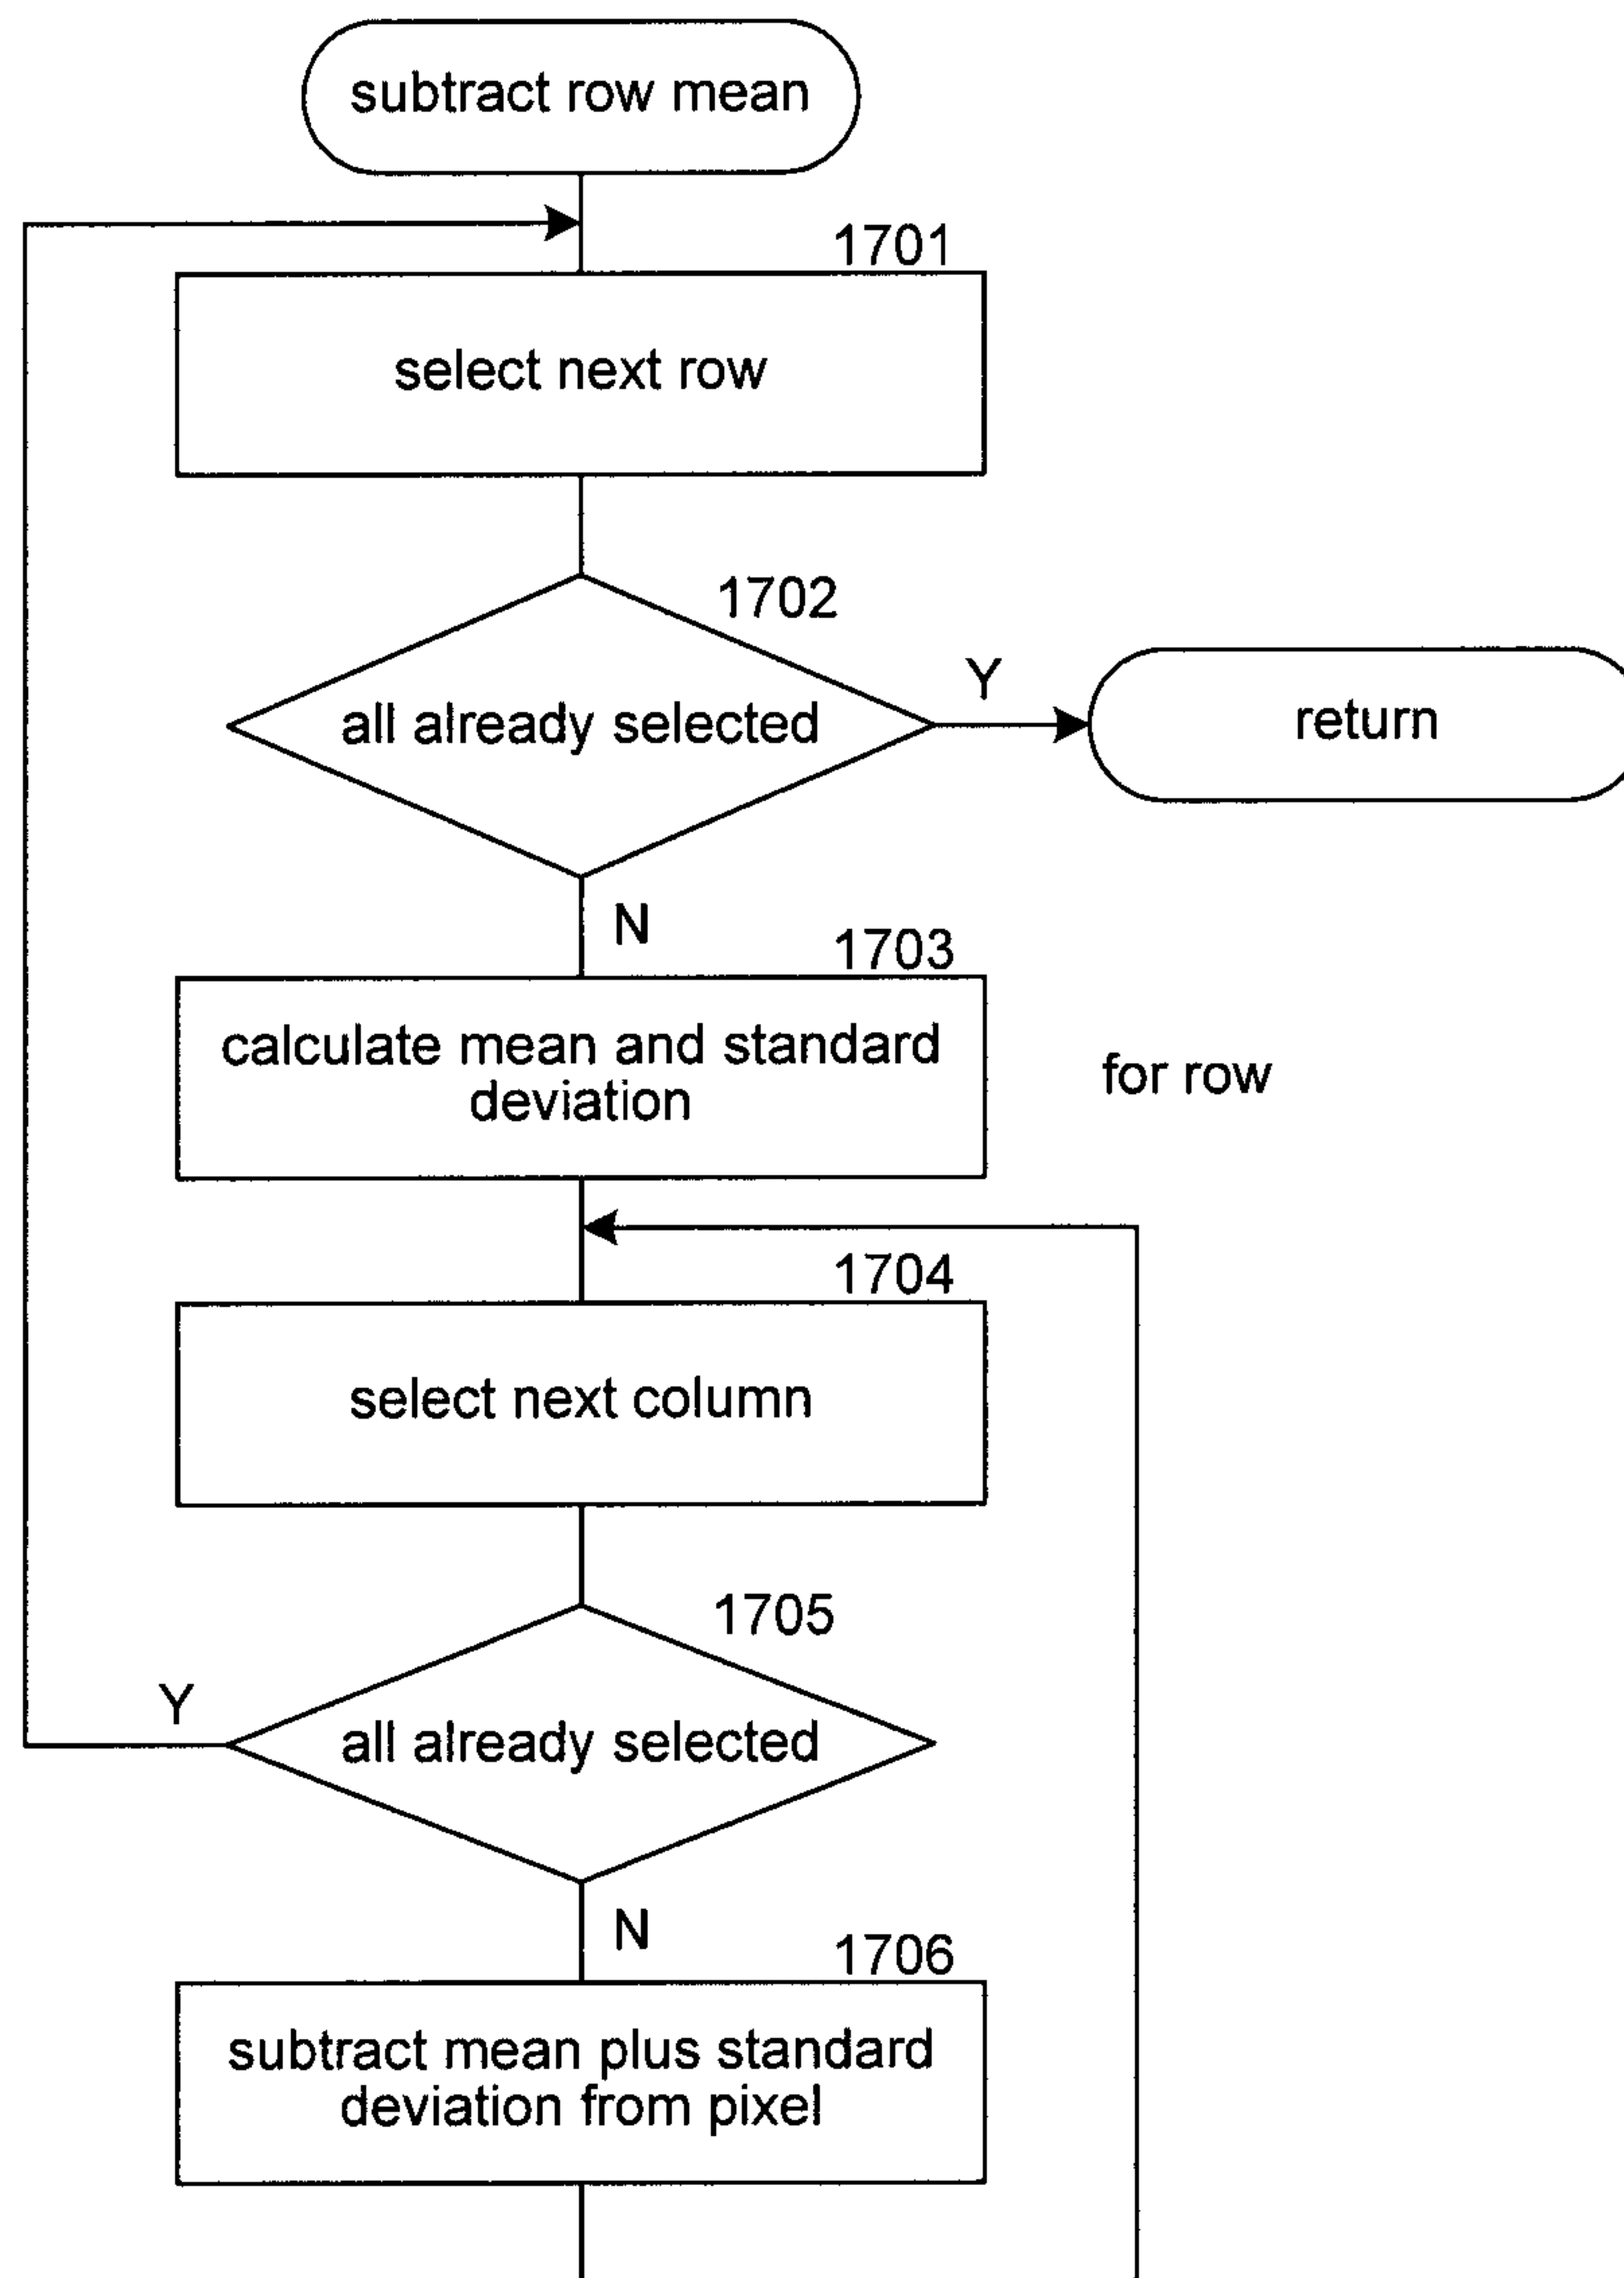 subtract row mean
1701
select next row
1702
all already selected
Y
return
N
1703
calculate mean and standard
deviation
for row
1704
select next column
1705
Y
all already selected
N
1706
subtract mean plus standard
deviation from pixel